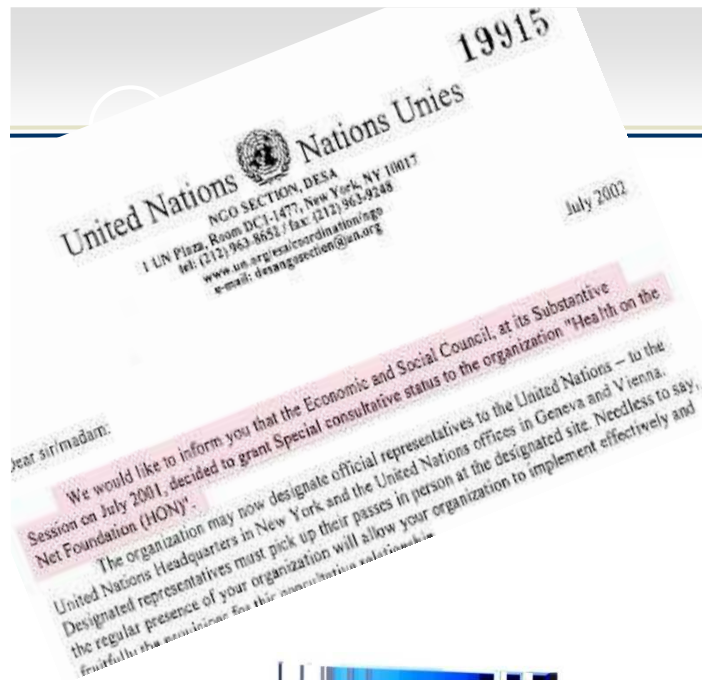 19915
United Nations Nations Unies
NGO SECTION, DESA
1 UN Plaza, Room DC1-1477, New York, NY 10017
tel: (212) 963-8652 / fax: (212) 963-9248
www.un.org/esa/coordination/ngo
e-mail: desangosection@un.org
July 2002
Dear sir/madam:
We would like to inform you that the Economic and Social Council, at its Substantive
Session on July 2001, decided to grant Special consultative status to the organization "Health on the
Net Foundation (HON)".
The organization may now designate official representatives to the United Nations – to the
United Nations Headquarters in New York and the United Nations offices in Geneva and Vienna.
Designated representatives must pick up their passes in person at the designated site. Needless to say,
the regular presence of your organization will allow your organization to implement effectively and
fruitfully the provisions for this consultative relationship